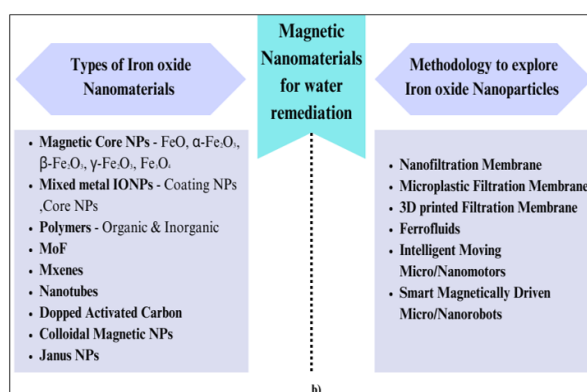 Magnetic
Nanomaterials
for water
remediation
Types of Iron oxide
Nanomaterials
• Magnetic Core NPs - FeO, α-Fe₂O₃,
β-Fe₂O₃, γ-Fe₂O₃, Fe₃O₄
• Mixed metal IONPs - Coating NPs
,Core NPs
• Polymers - Organic & Inorganic
• MoF
• Mxenes
• Nanotubes
• Dopped Activated Carbon
• Colloidal Magnetic NPs
• Janus NPs
Methodology to explore
Iron oxide Nanoparticles
• Nanofiltration Membrane
• Microplastic Filtration Membrane
• 3D printed Filtration Membrane
• Ferrofluids
• Intelligent Moving
Micro/Nanomotors
• Smart Magnetically Driven
Micro/Nanorobots
b)